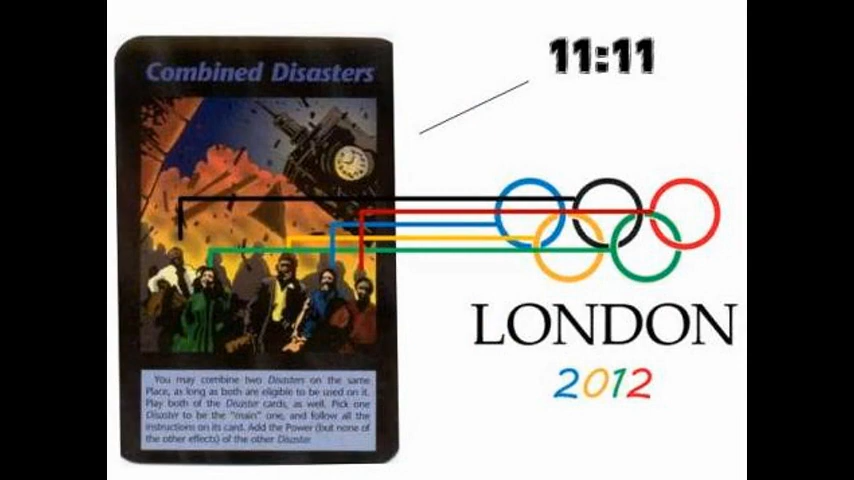 11:11
Combined Disasters
LONDON
2012
You may combine two Disasters on the same
Place, as long as both are eligible to be used on it.
Play both of the Disaster cards, as well. Pick one
Disaster to be the "main" one, and follow all the
instructions on its card. Add the Power (but none of
the other effects) of the other Disaster